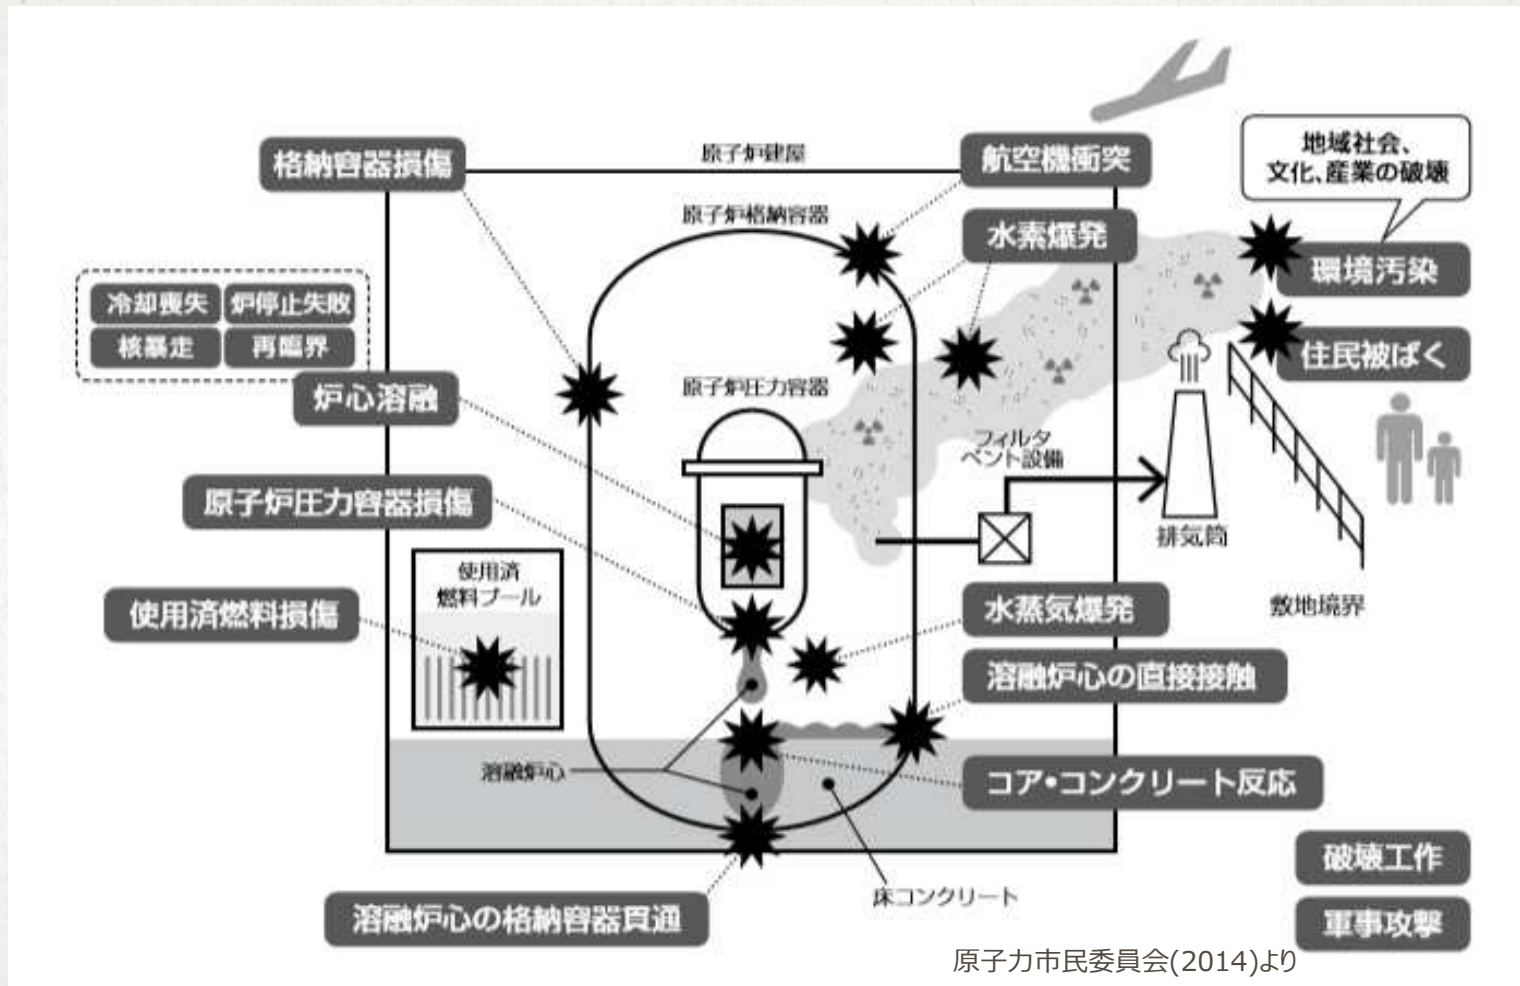 原子炉建屋
格納容器損傷
航空機衝突
地域社会、
文化、産業の破壊
原子炉格納容器
水素爆発
環境汚染
冷却喪失
炉停止失敗
核暴走
再臨界
住民被ばく
炉心溶融
原子炉圧力容器
フィルタ
ベント設備
原子炉圧力容器損傷
排気筒
使用済
燃料プール
使用済燃料損傷
水蒸気爆発
敷地境界
溶融炉心の直接接触
溶融炉心
コア・コンクリート反応
破壊工作
床コンクリート
溶融炉心の格納容器貫通
軍事攻撃
原子力市民委員会(2014)より